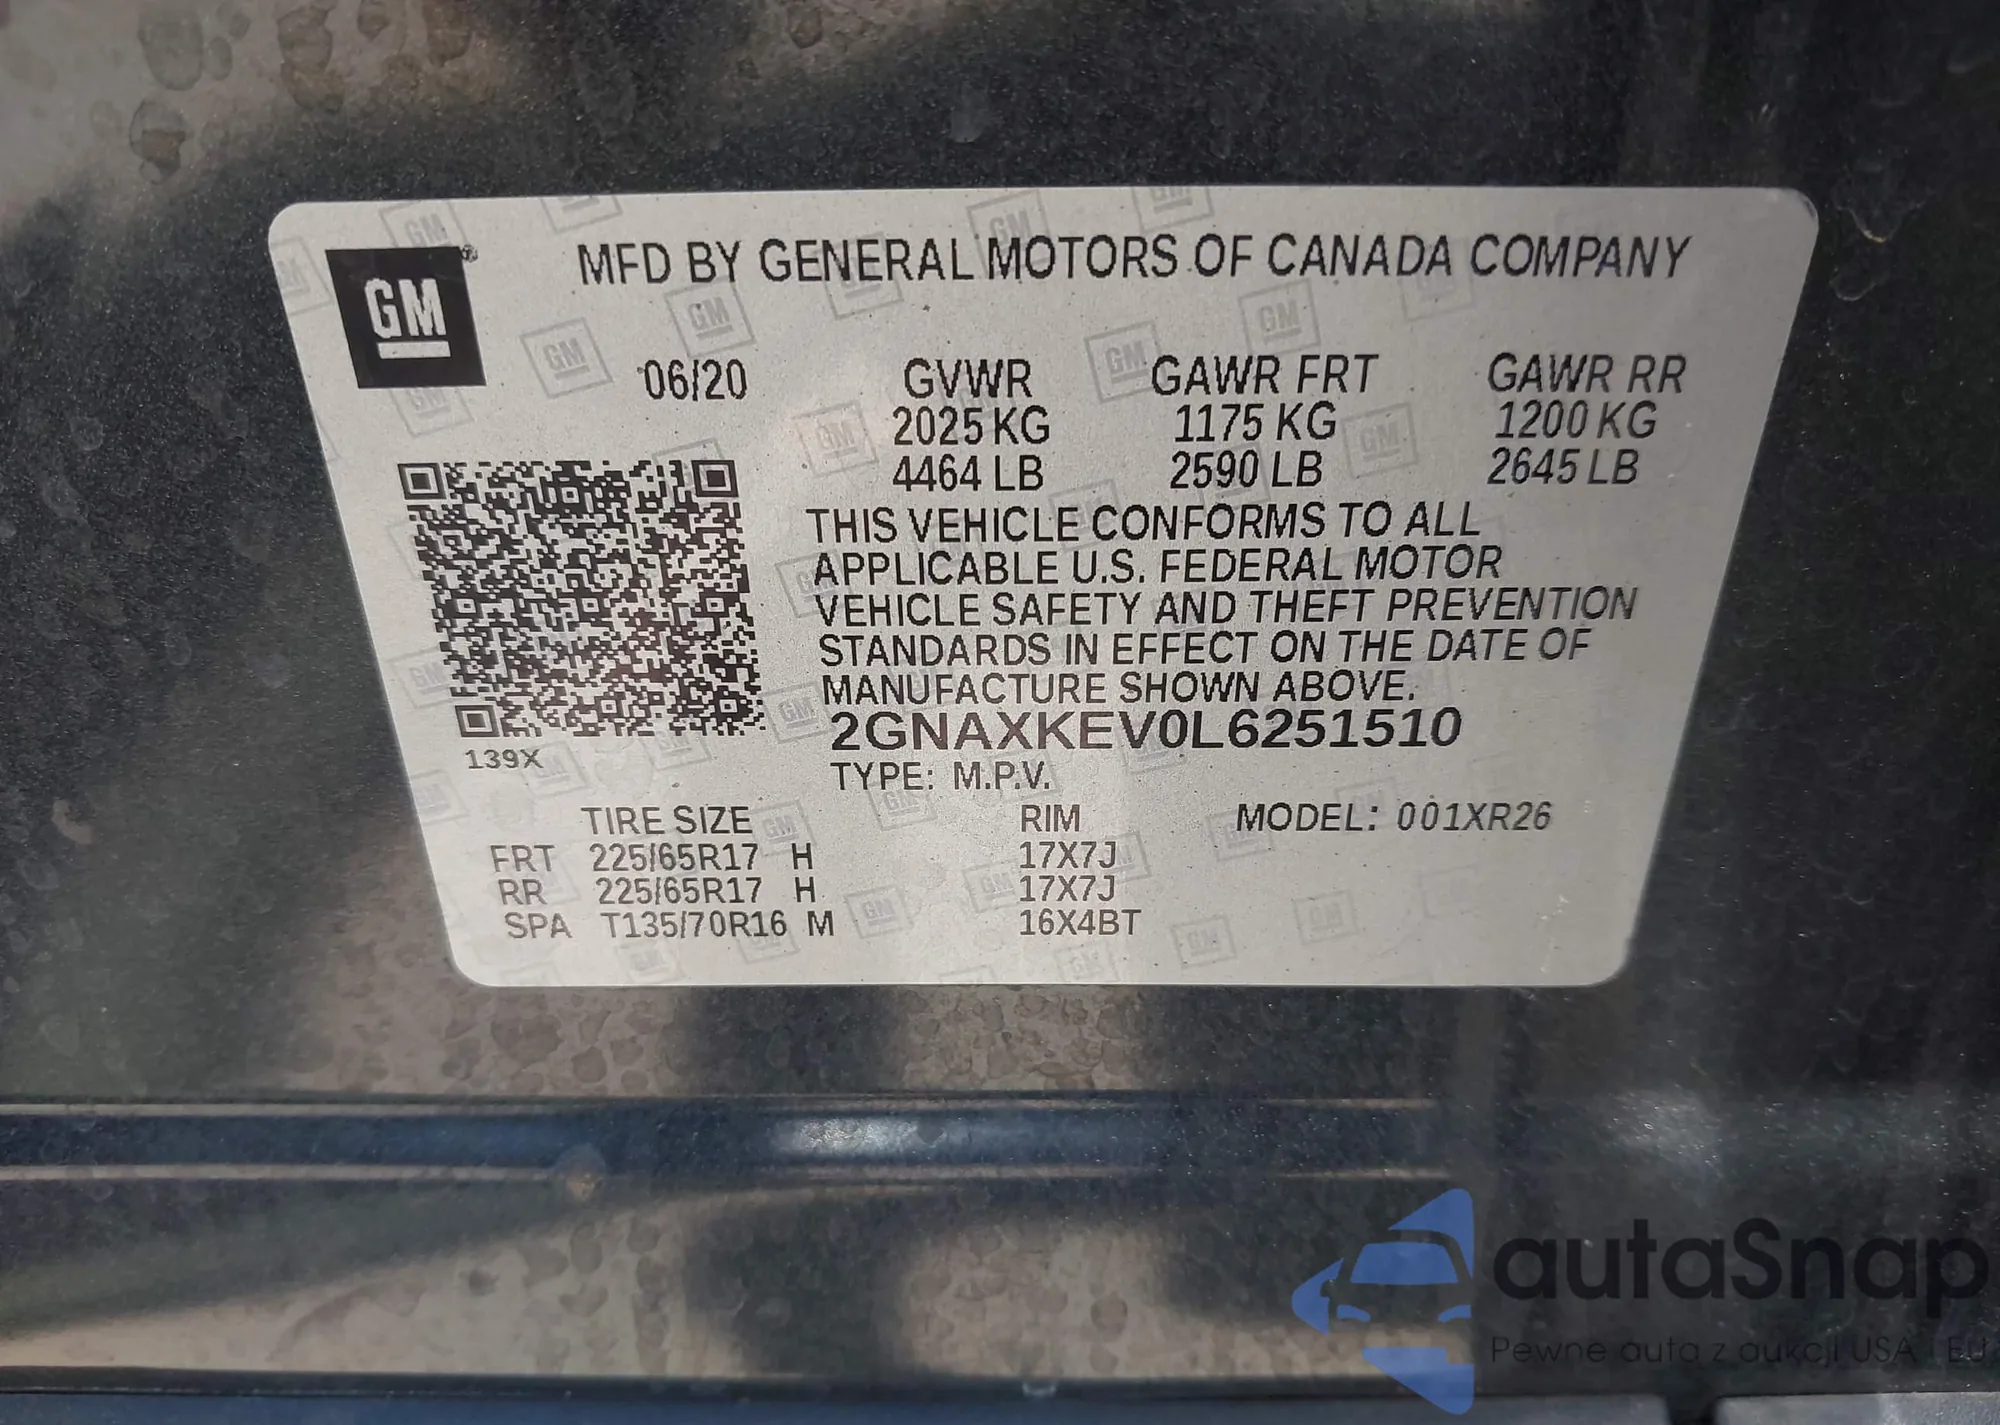 GM®
MFD BY GENERAL MOTORS OF CANADA COMPANY
06/20 GVWR GAWR FRT GAWR RR
2025 KG 1175 KG 1200 KG
4464 LB 2590 LB 2645 LB
THIS VEHICLE CONFORMS TO ALL
APPLICABLE U.S. FEDERAL MOTOR
VEHICLE SAFETY AND THEFT PREVENTION
STANDARDS IN EFFECT ON THE DATE OF
MANUFACTURE SHOWN ABOVE.
2GNAXKEV0L6251510
139X
TYPE: M.P.V.
TIRE SIZE RIM MODEL: 001XR26
FRT 225/65R17 H 17X7J
RR 225/65R17 H 17X7J
SPA T135/70R16 M 16X4BT
autaSnap
Pewne auta z aukcji USA i EU